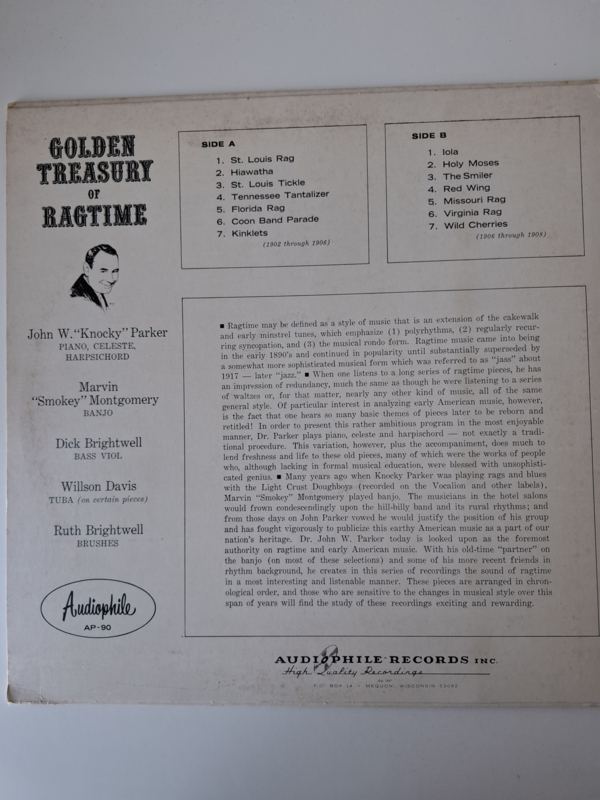 GOLDEN
TREASURY
OF
RAGTIME
John W. "Knocky" Parker
PIANO, CELESTE,
HARPSICHORD
Marvin
"Smokey" Montgomery
BANJO
Dick Brightwell
BASS VIOL
Willson Davis
TUBA (on certain pieces)
Ruth Brightwell
BRUSHES
Audiophile
AP-90
SIDE A
1. St. Louis Rag
2. Hiawatha
3. St. Louis Tickle
4. Tennessee Tantalizer
5. Florida Rag
6. Coon Band Parade
7. Kinklets
(1902 through 1906)
SIDE B
1. Iola
2. Holy Moses
3. The Smiler
4. Red Wing
5. Missouri Rag
6. Virginia Rag
7. Wild Cherries
(1906 through 1908)
■ Ragtime may be defined as a style of music that is an extension of the cakewalk
and early minstrel tunes, which emphasize (1) polyrhythms, (2) regularly recur-
ring syncopation, and (3) the musical rondo form. Ragtime music came into being
in the early 1890's and continued in popularity until substantially superseded by
a somewhat more sophisticated musical form which was referred to as "jass" about
1917 — later "jazz." ■ When one listens to a long series of ragtime pieces, he has
an impression of redundancy, much the same as though he were listening to a series
of waltzes or, for that matter, nearly any other kind of music, all of the same
general style. Of particular interest in analyzing early American music, however,
is the fact that one hears so many basic themes of pieces later to be reborn and
retitled! In order to present this rather ambitious program in the most enjoyable
manner, Dr. Parker plays piano, celeste and harpischord — not exactly a tradi-
tional procedure. This variation, however, plus the accompaniment, does much to
lend freshness and life to these old pieces, many of which were the works of people
who, although lacking in formal musical education, were blessed with unsophisti-
cated genius. ■ Many years ago when Knocky Parker was playing rags and blues
with the Light Crust Doughboys (recorded on the Vocalion and other labels),
Marvin "Smokey" Montgomery played banjo. The musicians in the hotel salons
would frown condescendingly upon the hill-billy band and its rural rhythms; and
from those days on John Parker vowed he would justify the position of his group
and has fought vigorously to publicize this earthy American music as a part of our
nation's heritage. Dr. John W. Parker today is looked upon as the foremost
authority on ragtime and early American music. With his old-time "partner" on
the banjo (on most of these selections) and some of his more recent friends in
rhythm background, he creates in this series of recordings the sound of ragtime
in a most interesting and listenable manner. These pieces are arranged in chron-
ological order, and those who are sensitive to the changes in musical style over this
span of years will find the study of these recordings exciting and rewarding.
AUDIOPHILE RECORDS INC.
High Quality Recordings
P.O. BOX 14 — MEQUON, WISCONSIN 53092